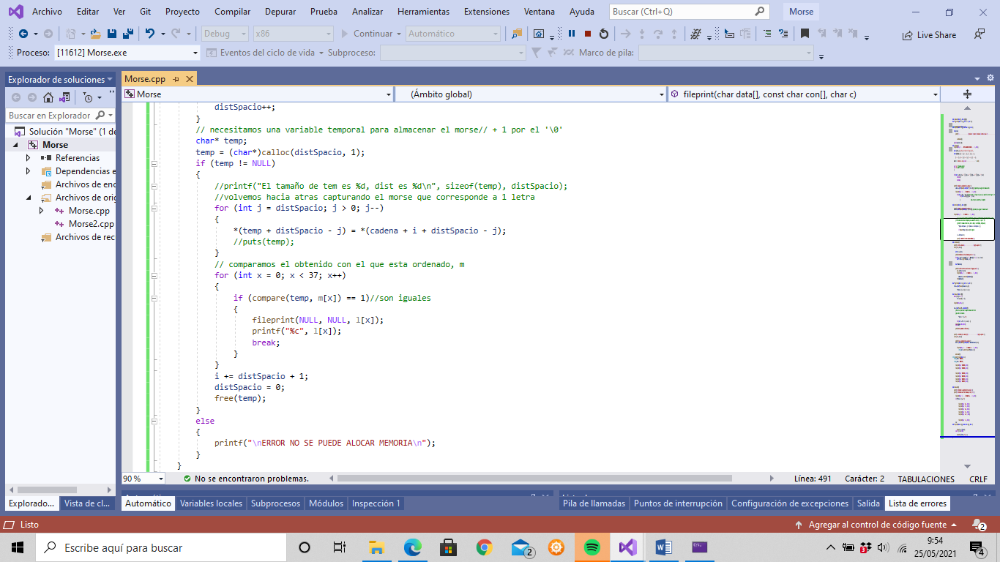 Archivo Editar Ver Git Proyecto Compilar Depurar Prueba Analizar Herramientas Extensiones Ventana Ayuda Buscar (Ctrl+Q) Morse
Debug x86 Continuar Automático Live Share
Proceso: [11612] Morse.exe Eventos del ciclo de vida Subproceso: Marco de pila:
Explorador de soluciones
Buscar en Explorador
Solución "Morse" (1 de
Morse
Referencias
Dependencias e
Archivos de enc
Archivos de orig
Morse.cpp
Morse2.cpp
Archivos de rec
Explorado... Vista de cl...
Morse.cpp
Morse (Ámbito global) fileprint(char data[], const char con[], char c)
distSpacio++;
}
// necesitamos una variable temporal para almacenar el morse// + 1 por el '\0'
char* temp;
temp = (char*)calloc(distSpacio, 1);
if (temp != NULL)
{
//printf("El tamaño de tem es %d, dist es %d\n", sizeof(temp), distSpacio);
//volvemos hacia atras capturando el morse que corresponde a 1 letra
for (int j = distSpacio; j > 0; j--)
{
*(temp + distSpacio - j) = *(cadena + i + distSpacio - j);
//puts(temp);
}
// comparamos el obtenido con el que esta ordenado, m
for (int x = 0; x < 37; x++)
{
if (compare(temp, m[x]) == 1)//son iguales
{
fileprint(NULL, NULL, l[x]);
printf("%c", l[x]);
break;
}
}
i += distSpacio + 1;
distSpacio = 0;
free(temp);
}
else
{
printf("\nERROR NO SE PUEDE ALOCAR MEMORIA\n");
}
}
90 % No se encontraron problemas. Línea: 491 Carácter: 2 TABULACIONES CRLF
Automático Variables locales Subprocesos Módulos Inspección 1 Pila de llamadas Puntos de interrupción Configuración de excepciones Salida Lista de errores
Listo Agregar al control de código fuente 2
Escribe aquí para buscar 2 3 9:54
25/05/2021 4